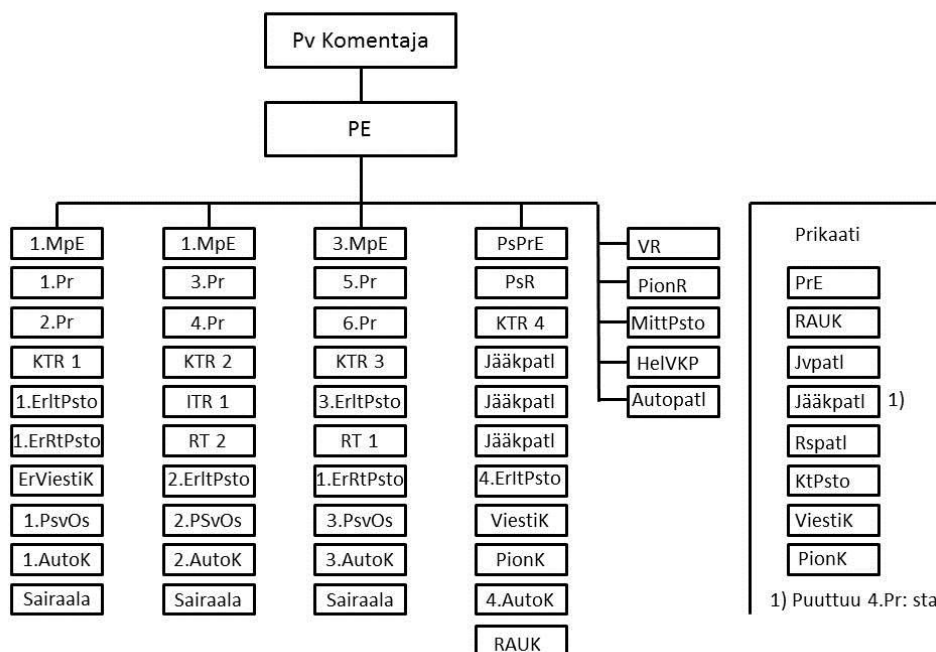 Pv Komentaja
PE
1.MpE
1.Pr
2.Pr
KTR 1
1.ErltPsto
1.ErRtPsto
ErViestiK
1.PsvOs
1.AutoK
Sairaala
1.MpE
3.Pr
4.Pr
KTR 2
ITR 1
RT 2
2.ErltPsto
2.PSvOs
2.AutoK
Sairaala
3.MpE
5.Pr
6.Pr
KTR 3
3.ErltPsto
RT 1
1.ErRtPsto
3.PsvOs
3.AutoK
Sairaala
PsPrE
PsR
KTR 4
Jääkpatl
Jääkpatl
Jääkpatl
4.ErltPsto
ViestiK
PionK
4.AutoK
RAUK
VR
PionR
MittPsto
HelVKP
Autopatl
Prikaati
PrE
RAUK
Jvpatl
Jääkpatl 1)
Rspatl
KtPsto
ViestiK
PionK
1) Puuttuu 4.Pr: sta